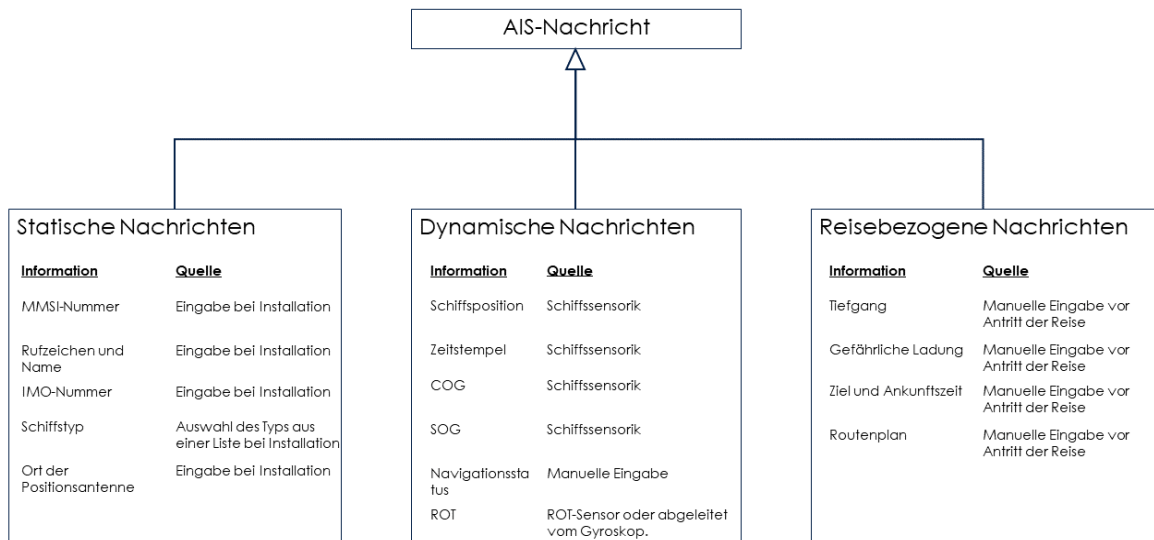 AIS-Nachricht
Statische Nachrichten
Information Quelle
MMSI-Nummer Eingabe bei Installation
Rufzeichen und Eingabe bei Installation
Name
IMO-Nummer Eingabe bei Installation
Schiffstyp Auswahl des Typs aus
einer Liste bei Installation
Ort der Eingabe bei Installation
Positionsantenne
Dynamische Nachrichten
Information Quelle
Schiffsposition Schiffssensorik
Zeitstempel Schiffssensorik
COG Schiffssensorik
SOG Schiffssensorik
Navigationssta Manuelle Eingabe
tus
ROT ROT-Sensor oder abgeleitet
vom Gyroskop.
Reisebezogene Nachrichten
Information Quelle
Tiefgang Manuelle Eingabe vor
Antritt der Reise
Gefährliche Ladung Manuelle Eingabe vor
Antritt der Reise
Ziel und Ankunftszeit Manuelle Eingabe vor
Antritt der Reise
Routenplan Manuelle Eingabe vor
Antritt der Reise